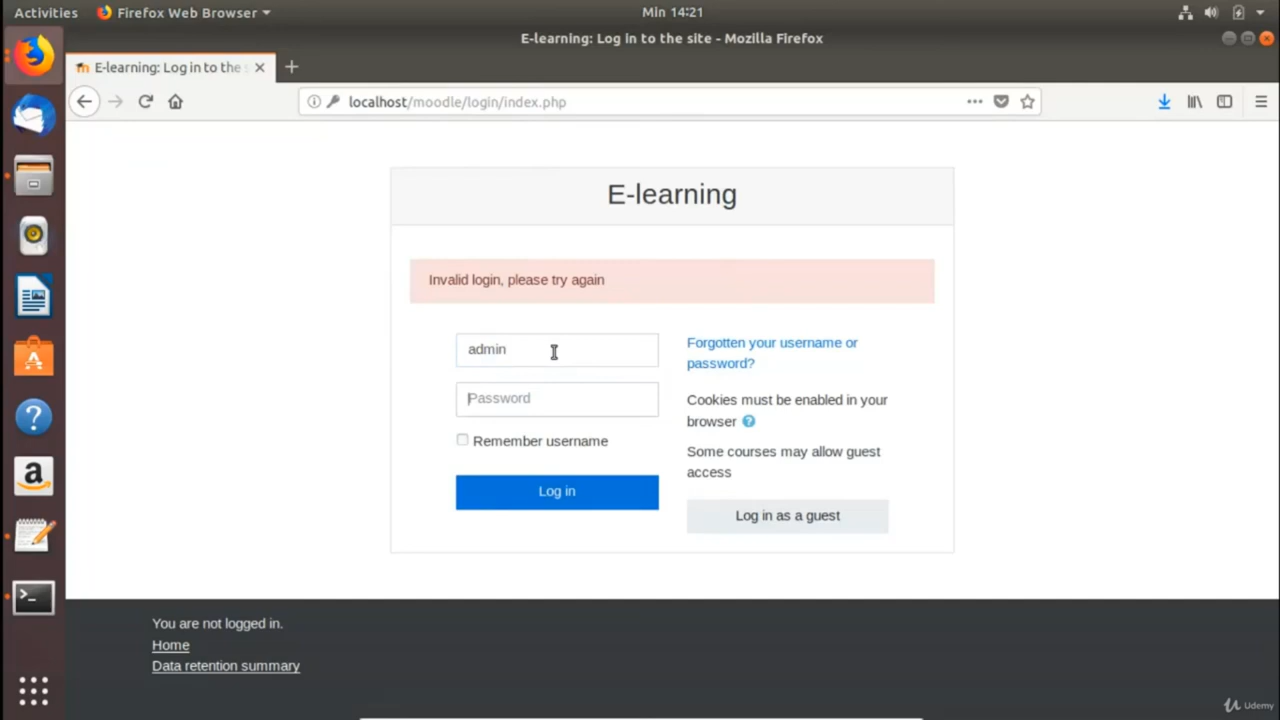 Activities
Firefox Web Browser
Min 14:21
E-learning: Log in to the site - Mozilla Firefox
E-learning: Log in to the s
localhost/moodle/login/index.php
E-learning
Invalid login, please try again
admin
Password
Remember username
Log in
Forgotten your username or
password?
Cookies must be enabled in your
browser
Some courses may allow guest
access
Log in as a guest
You are not logged in.
Home
Data retention summary
Udemy